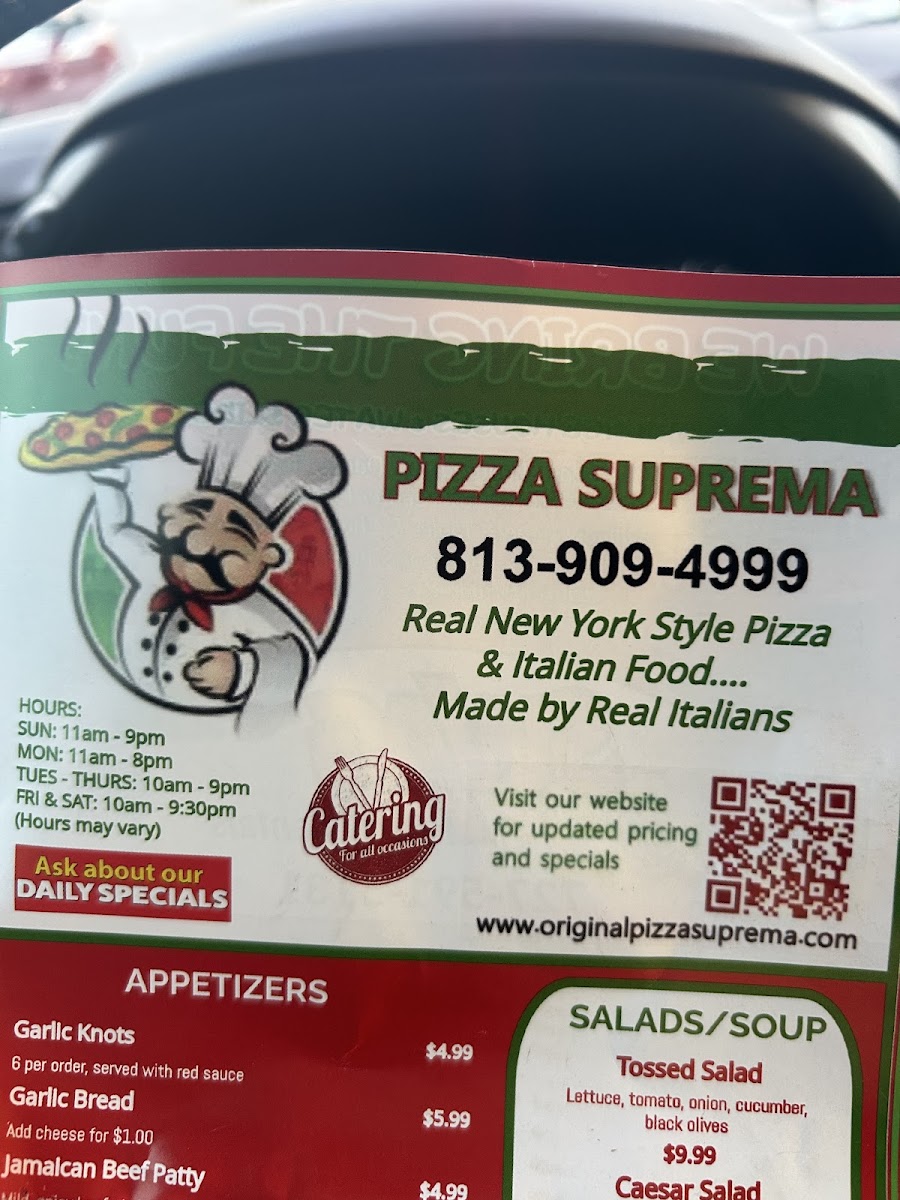 PIZZA SUPREMA
813-909-4999
Real New York Style Pizza
& Italian Food....
Made by Real Italians
HOURS:
SUN: 11am - 9pm
MON: 11am - 8pm
TUES - THURS: 10am - 9pm
FRI & SAT: 10am - 9:30pm
(Hours may vary)
Ask about our
DAILY SPECIALS
Catering
For all occasions
Visit our website
for updated pricing
and specials
www.originalpizzasuprema.com
APPETIZERS
Garlic Knots
$4.99
6 per order, served with red sauce
Garlic Bread
$5.99
Add cheese for $1.00
Jamaican Beef Patty
$4.99
SALADS/SOUP
Tossed Salad
Lettuce, tomato, onion, cucumber,
black olives
$9.99
Caesar Salad